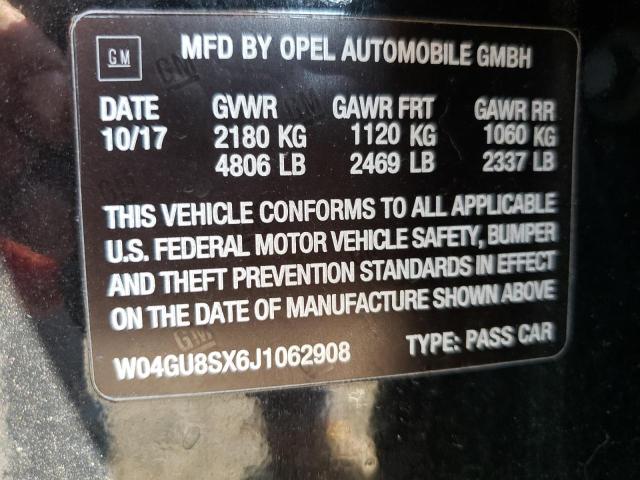 GM MFD BY OPEL AUTOMOBILE GMBH
DATE GVWR GAWR FRT GAWR RR
10/17 2180 KG 1120 KG 1060 KG
4806 LB 2469 LB 2337 LB
THIS VEHICLE CONFORMS TO ALL APPLICABLE
U.S. FEDERAL MOTOR VEHICLE SAFETY, BUMPER
AND THEFT PREVENTION STANDARDS IN EFFECT
ON THE DATE OF MANUFACTURE SHOWN ABOVE
W04GU8SX6J1062908 TYPE: PASS CAR